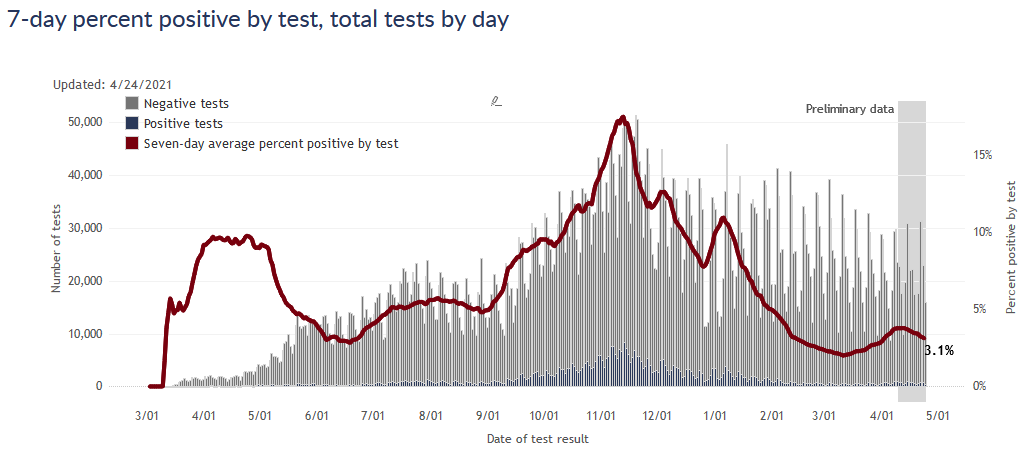 7-day percent positive by test, total tests by day
Updated: 4/24/2021
Negative tests
Positive tests
Seven-day average percent positive by test
Preliminary data
50,000
40,000
30,000
20,000
10,000
0
Number of tests
15%
10%
5%
0%
Percent positive by test
3.1%
3/01 4/01 5/01 6/01 7/01 8/01 9/01 10/01 11/01 12/01 1/01 2/01 3/01 4/01 5/01
Date of test result